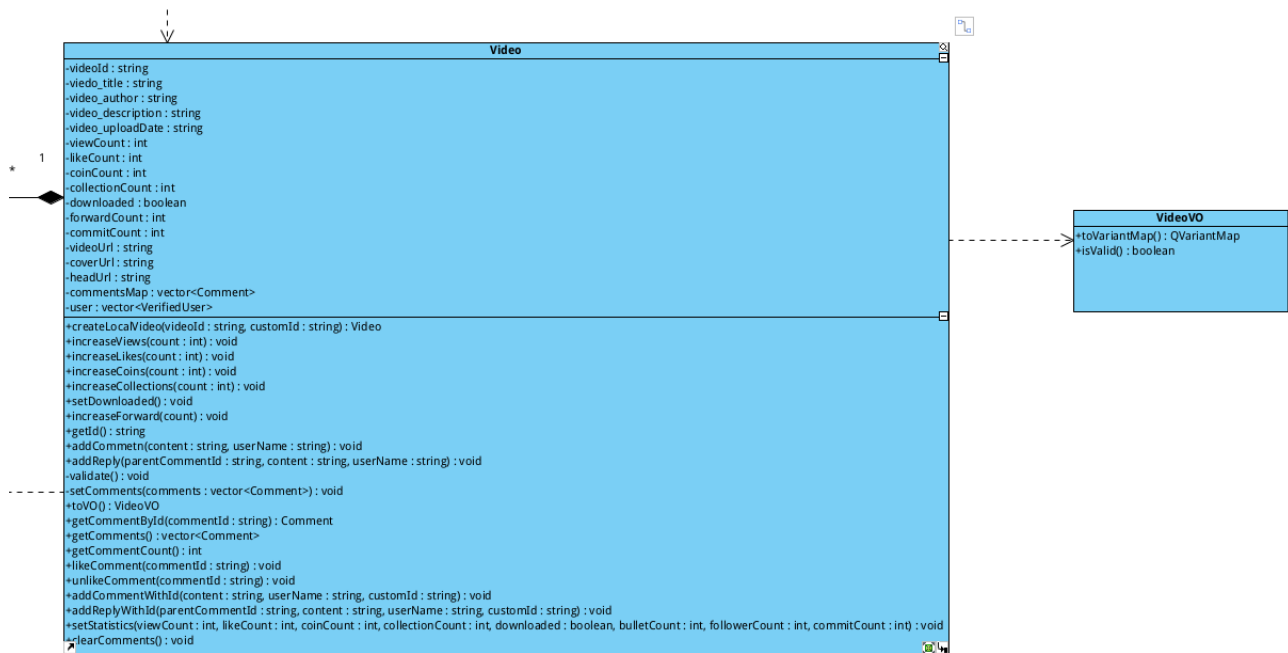 Video
-videoId : string
-viedo_title : string
-video_author : string
-video_description : string
-video_uploadDate : string
-viewCount : int
1
-likeCount : int
*
-coinCount : int
-collectionCount : int
-downloaded : boolean
-forwardCount : int
-commitCount : int
-videoUrl : string
-coverUrl : string
-headUrl : string
-commentsMap : vector<Comment>
-user : vector<VerifiedUser>
+createLocalVideo(videoId : string, customId : string) : Video
+increaseViews(count : int) : void
+increaseLikes(count : int) : void
+increaseCoins(count : int) : void
+increaseCollections(count : int) : void
+setDownloaded() : void
+increaseForward(count) : void
+getId() : string
+addCommetn(content : string, userName : string) : void
+addReply(parentCommentId : string, content : string, userName : string) : void
-validate() : void
-setComments(comments : vector<Comment>) : void
+toVO() : VideoVO
+getCommentById(commentId : string) : Comment
+getComments() : vector<Comment>
+getCommentCount() : int
+likeComment(commentId : string) : void
+unlikeComment(commentId : string) : void
+addCommentWithId(content : string, userName : string, customId : string) : void
+addReplyWithId(parentCommentId : string, content : string, userName : string, customId : string) : void
+setStatistics(viewCount : int, likeCount : int, coinCount : int, collectionCount : int, downloaded : boolean, bulletCount : int, followerCount : int, commitCount : int) : void
+clearComments() : void
VideoVO
+toVariantMap() : QVariantMap
+isValid() : boolean